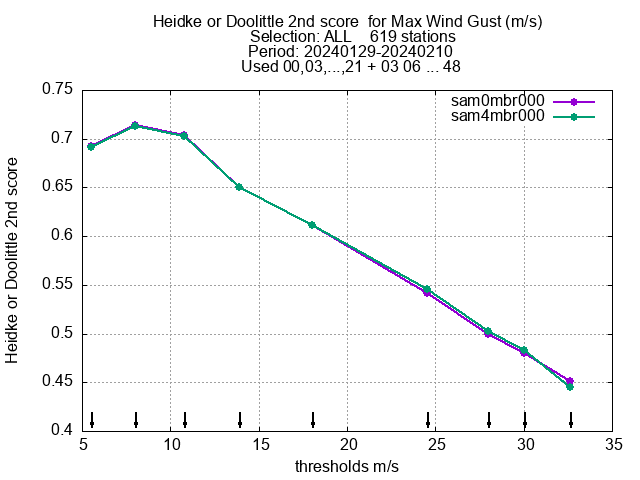 Heidke or Doolittle 2nd score  for Max Wind Gust (m/s)
Selection: ALL    619 stations
Period: 20240129-20240210
Used 00,03,...,21 + 03 06 ... 48
sam0mbr000
sam4mbr000
Heidke or Doolittle 2nd score
0.75
0.7
0.65
0.6
0.55
0.5
0.45
0.4
5 10 15 20 25 30 35
thresholds m/s